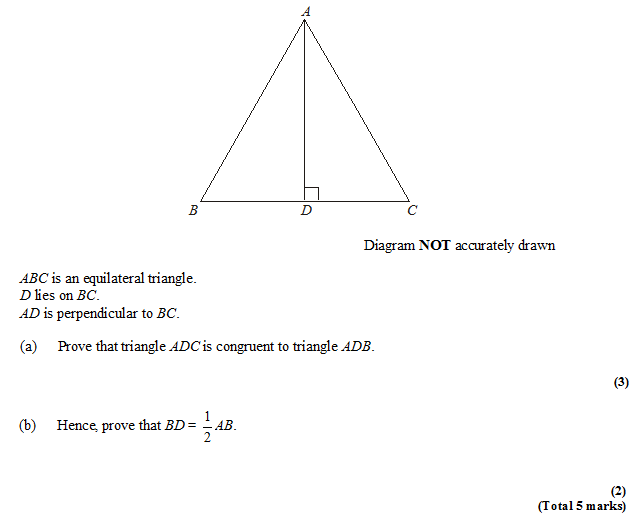 A
B D C
Diagram NOT accurately drawn
ABC is an equilateral triangle.
D lies on BC.
AD is perpendicular to BC.
(a) Prove that triangle ADC is congruent to triangle ADB.
(3)
(b) Hence, prove that BD = 1/2 AB.
(2)
(Total 5 marks)